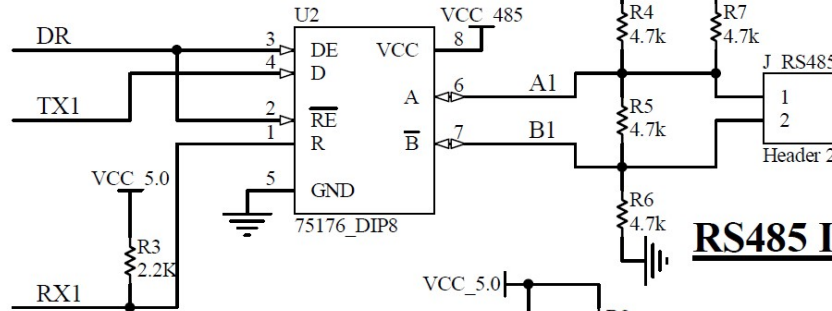 U2
VCC_485
R4
4.7k
R7
4.7k
DR
3
DE
VCC
8
J_RS485
4
D
TX1
A
6
A1
R5
4.7k
1
2
2
RE
1
R
B
7
B1
Header 2
VCC_5.0
5
GND
R6
4.7k
75176_DIP8
RS485
R3
2.2K
RX1
VCC_5.0